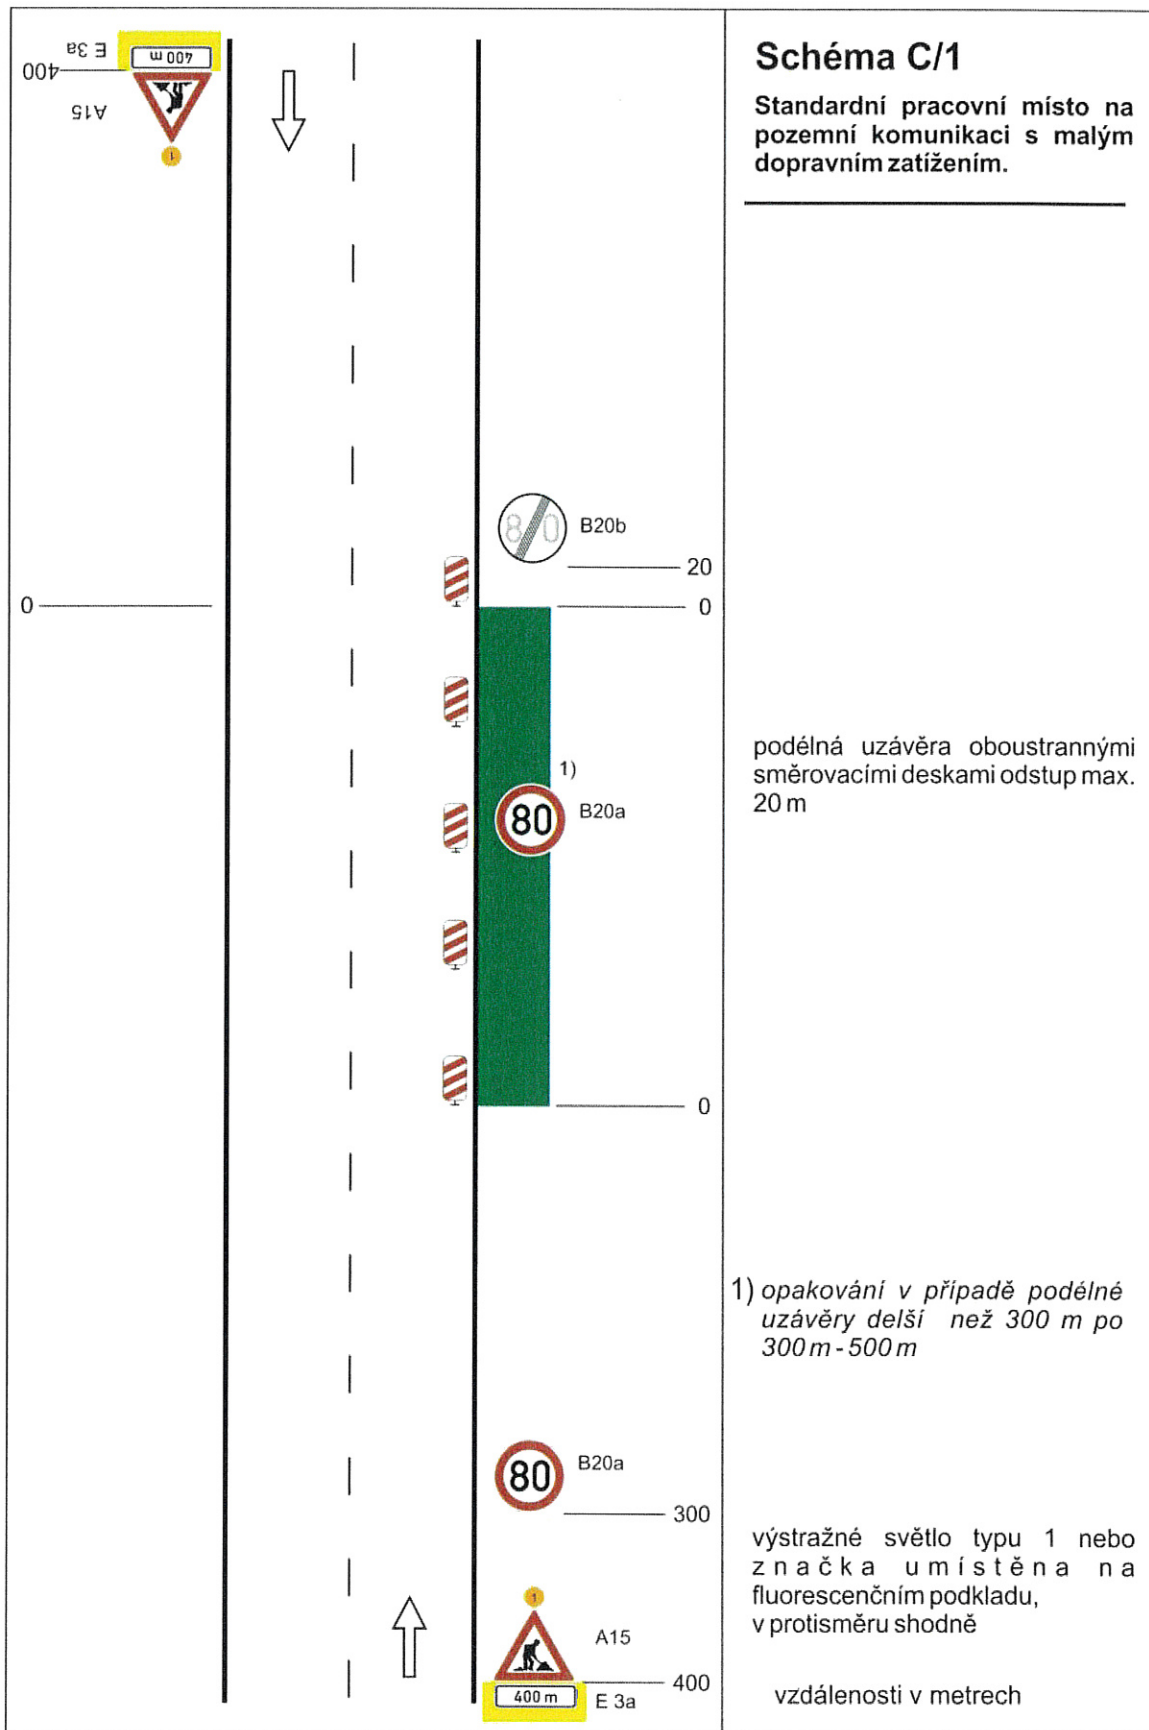 Schéma C/1
Standardní pracovní místo na
pozemní komunikaci s malým
dopravním zatížením.
E 3a
400 m
400
A15
1
80
B20b
20
0
0
podélná uzávěra oboustrannými
směrovacími deskami odstup max.
20 m
1)
80
B20a
0
1) opakování v případě podélné
uzávěry delší než 300 m po
300 m - 500 m
80
B20a
300
výstražné světlo typu 1 nebo
značka umístěna na
fluorescenčním podkladu,
v protisměru shodně
1
A15
400
400 m
E 3a
vzdálenosti v metrech